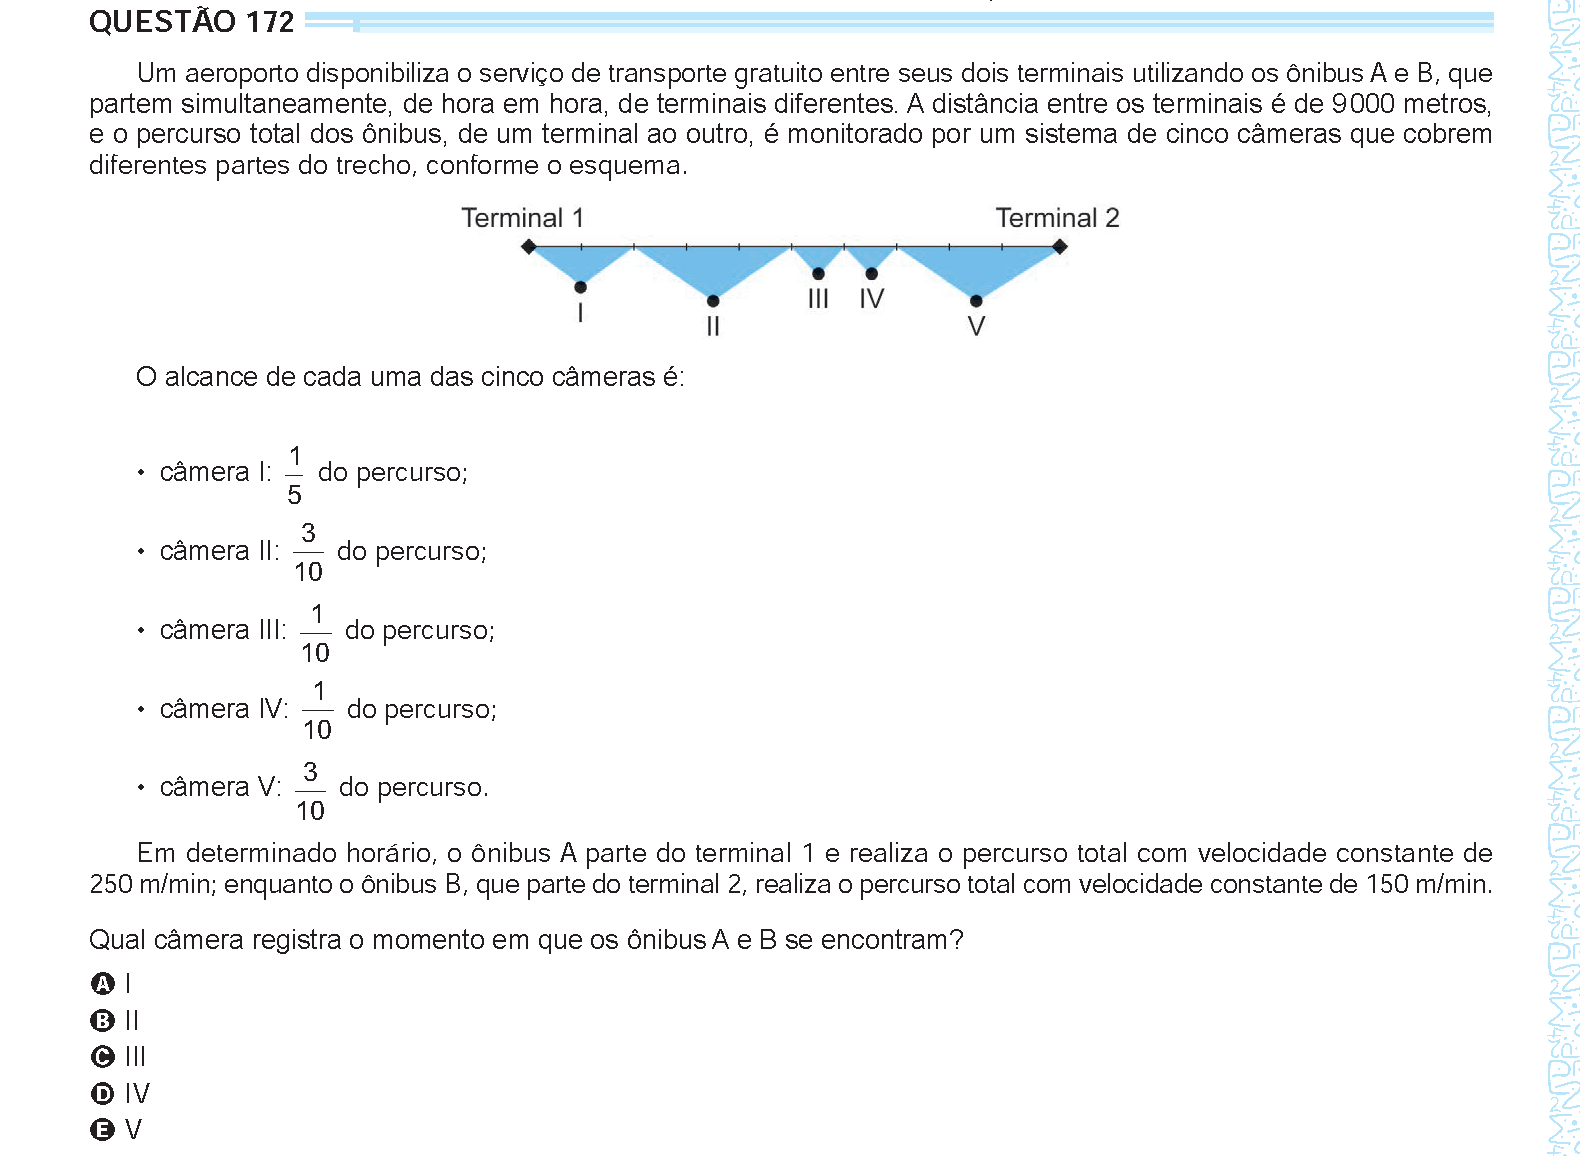 QUESTÃO 172
Um aeroporto disponibiliza o serviço de transporte gratuito entre seus dois terminais utilizando os ônibus A e B, que
partem simultaneamente, de hora em hora, de terminais diferentes. A distância entre os terminais é de 9 000 metros,
e o percurso total dos ônibus, de um terminal ao outro, é monitorado por um sistema de cinco câmeras que cobrem
diferentes partes do trecho, conforme o esquema.
Terminal 1 Terminal 2
I II III IV V
O alcance de cada uma das cinco câmeras é:
• câmera I: 1/5 do percurso;
• câmera II: 3/10 do percurso;
• câmera III: 1/10 do percurso;
• câmera IV: 1/10 do percurso;
• câmera V: 3/10 do percurso.
Em determinado horário, o ônibus A parte do terminal 1 e realiza o percurso total com velocidade constante de
250 m/min; enquanto o ônibus B, que parte do terminal 2, realiza o percurso total com velocidade constante de 150 m/min.
Qual câmera registra o momento em que os ônibus A e B se encontram?
A I
B II
C III
D IV
E V